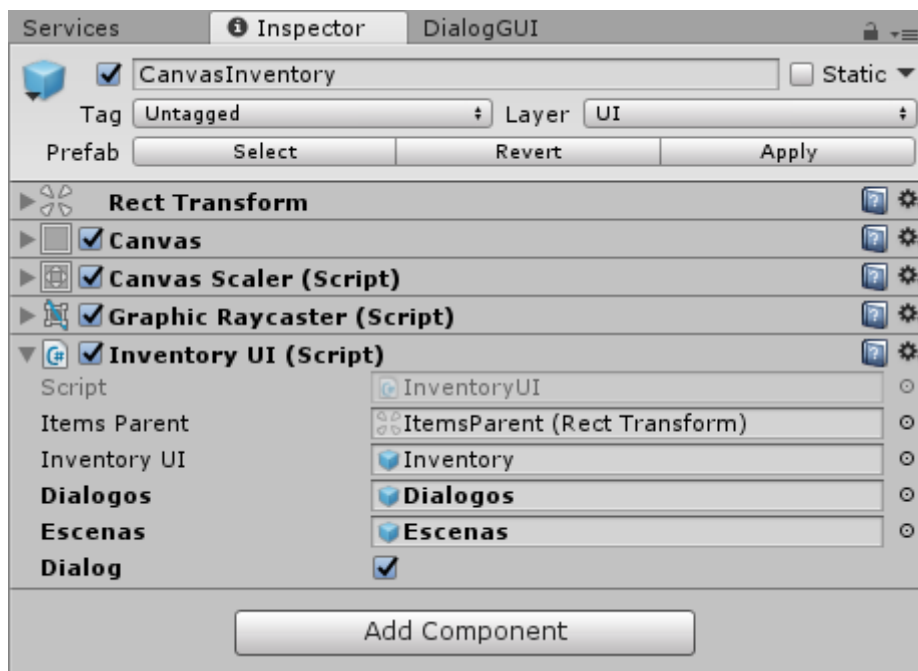 Services Inspector DialogGUI
CanvasInventory Static
Tag Untagged Layer UI
Prefab Select Revert Apply
Rect Transform
Canvas
Canvas Scaler (Script)
Graphic Raycaster (Script)
Inventory UI (Script)
Script InventoryUI
Items Parent ItemsParent (Rect Transform)
Inventory UI Inventory
Dialogos Dialogos
Escenas Escenas
Dialog
Add Component